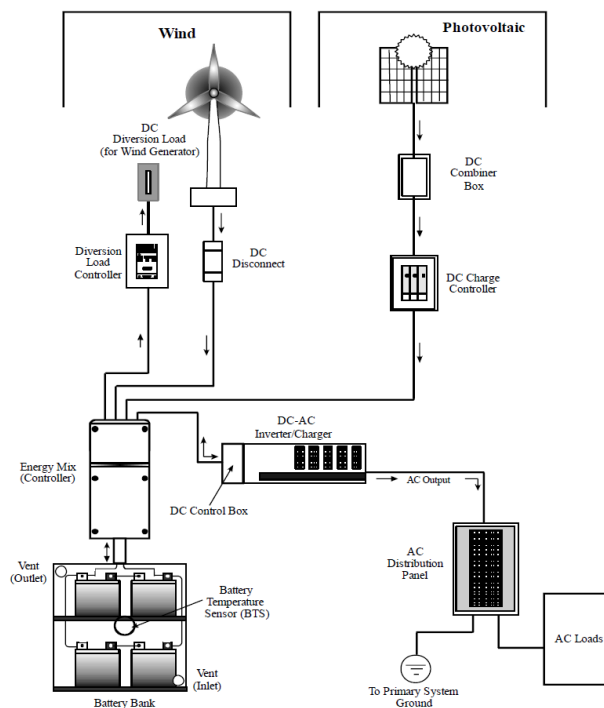 Wind
Photovoltaic
DC
Diversion Load
(for Wind Generator)
DC
Combiner
Box
Diversion
Load
Controller
DC
Disconnect
DC Charge
Controller
DC-AC
Inverter/Charger
Energy Mix
(Controller)
AC Output
DC Control Box
Vent
(Outlet)
AC
Distribution
Panel
Battery
Temperature
Sensor (BTS)
AC Loads
Vent
(Inlet)
To Primary System
Ground
Battery Bank